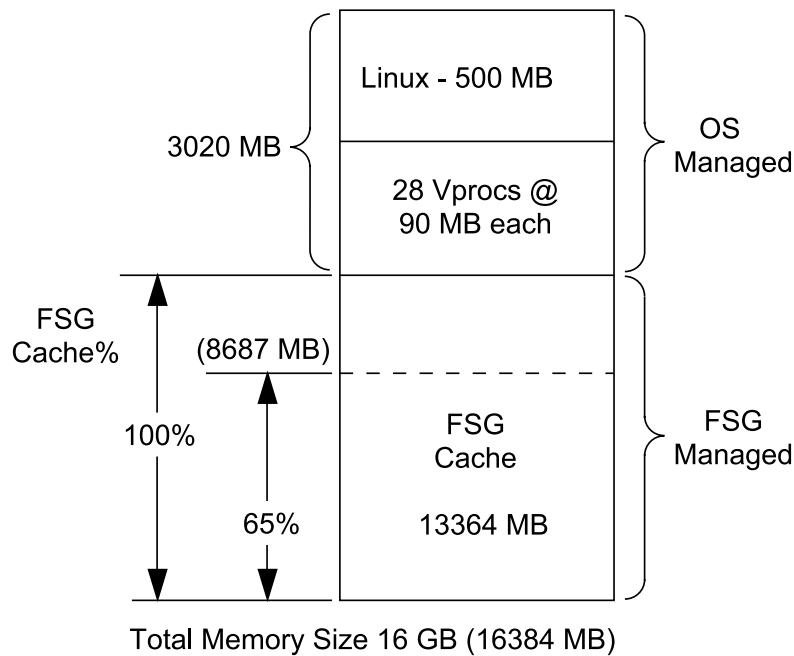 Linux - 500 MB
3020 MB
OS
Managed
28 Vprocs @
90 MB each
FSG
Cache%
(8687 MB)
100%
65%
FSG
Cache
13364 MB
FSG
Managed
Total Memory Size 16 GB (16384 MB)